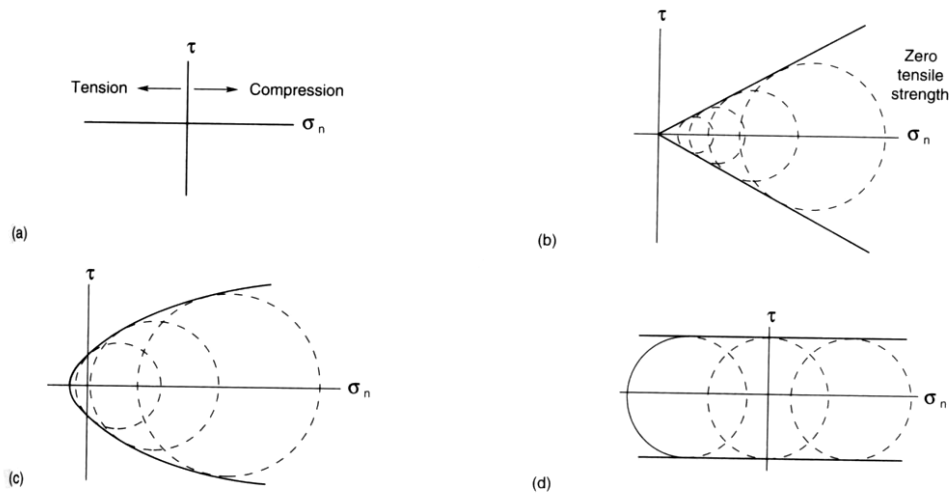 τ
Tension Compression
σ n
(a)
τ
Zero
tensile
strength
σ n
(b)
τ
σ n
(c)
τ
σ n
(d)